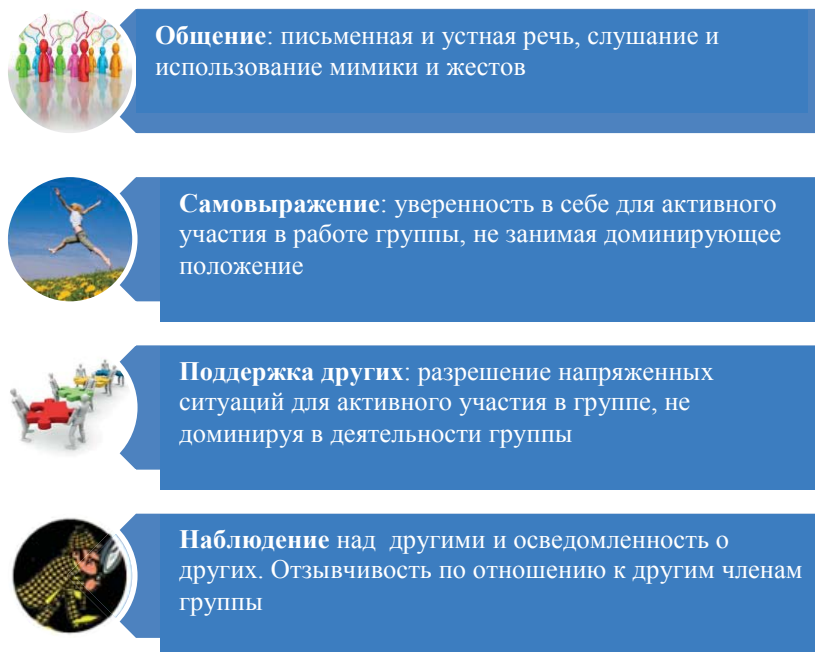 Общение: письменная и устная речь, слушание и
использование мимики и жестов
Самовыражение: уверенность в себе для активного
участия в работе группы, не занимая доминирующее
положение
Поддержка других: разрешение напряженных
ситуаций для активного участия в группе, не
доминируя в деятельности группы
Наблюдение над  другими и осведомленность о
других. Отзывчивость по отношению к другим членам
группы